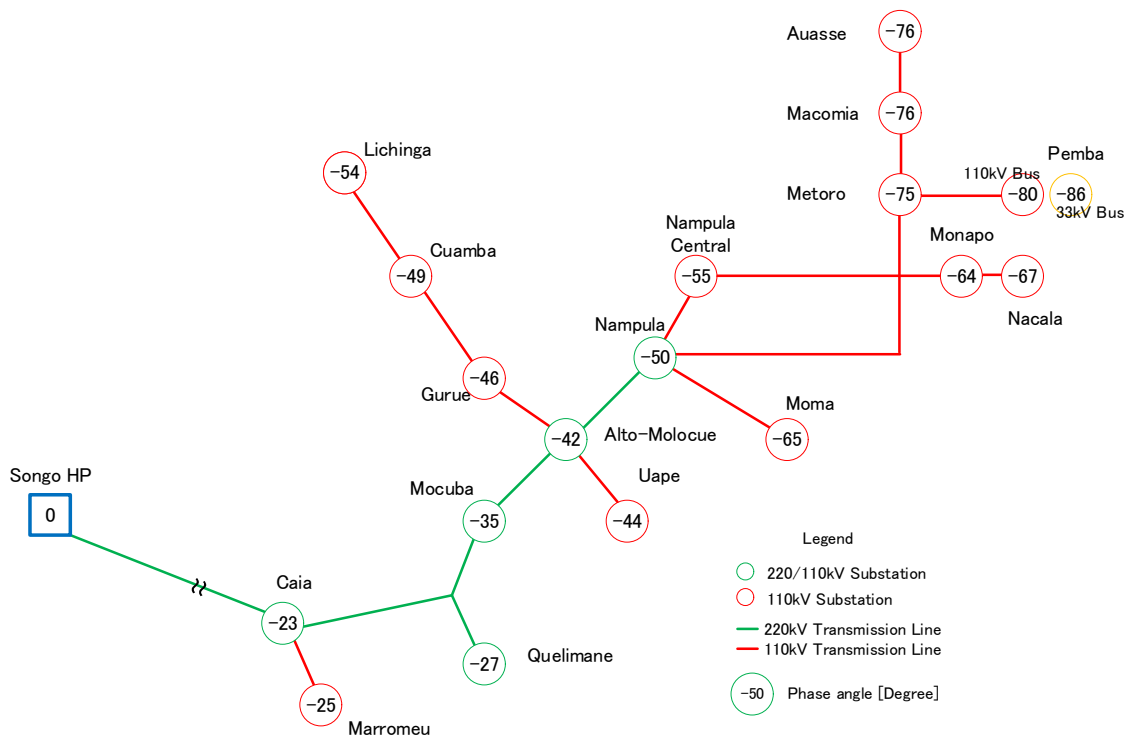 Auasse
-76
Macomia
-76
Lichinga
-54
Pemba
110kV Bus
Metoro
-75
-80
-86
33kV Bus
Nampula
Central
Monapo
Cuamba
-49
-55
-64
-67
Nacala
Nampula
-50
-46
Gurue
Moma
-65
-42
Alto-Molocue
Songo HP
0
Mocuba
-35
Uape
-44
Caia
-23
Quelimane
-27
-25
Marromeu
Legend
220/110kV Substation
110kV Substation
220kV Transmission Line
110kV Transmission Line
-50
Phase angle [Degree]